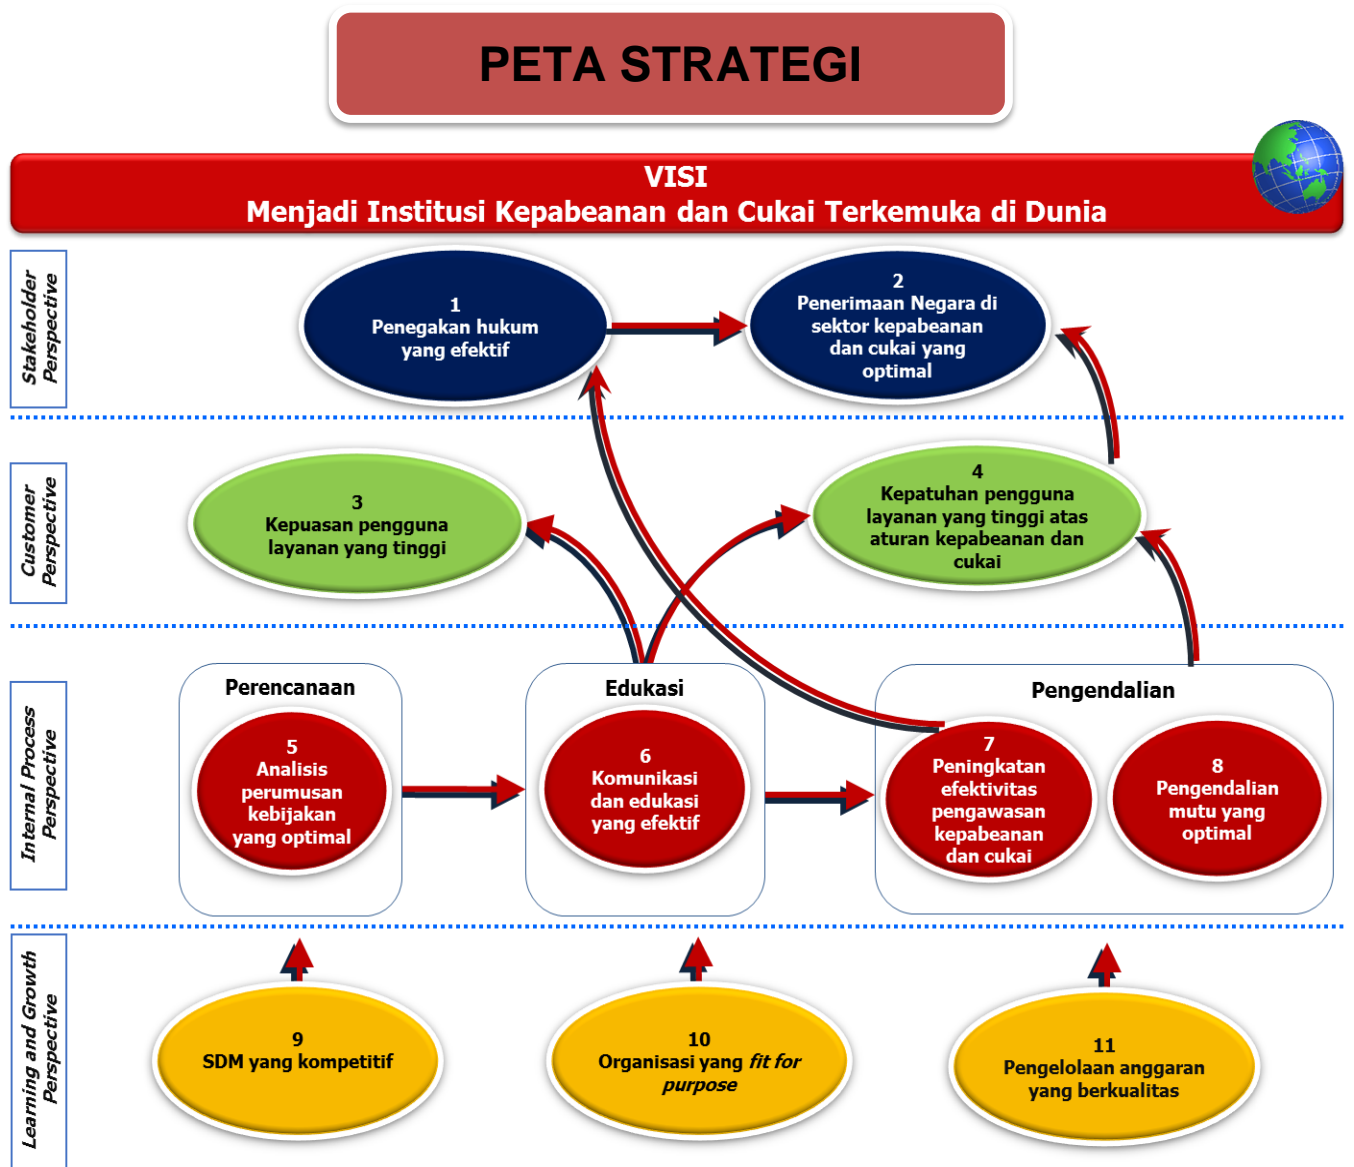 PETA STRATEGI
VISI
Menjadi Institusi Kepabeanan dan Cukai Terkemuka di Dunia
Stakeholder
Perspective
1
Penegakan hukum
yang efektif
2
Penerimaan Negara di
sektor kepabeanan
dan cukai yang
optimal
Customer
Perspective
3
Kepuasan pengguna
layanan yang tinggi
4
Kepatuhan pengguna
layanan yang tinggi atas
aturan kepabeanan dan
cukai
Internal Process
Perspective
Perencanaan
5
Analisis
perumusan
kebijakan
yang optimal
Edukasi
6
Komunikasi
dan edukasi
yang efektif
Pengendalian
7
Peningkatan
efektivitas
pengawasan
kepabeanan
dan cukai
8
Pengendalian
mutu yang
optimal
Learning and Growth
Perspective
9
SDM yang kompetitif
10
Organisasi yang fit for
purpose
11
Pengelolaan anggaran
yang berkualitas